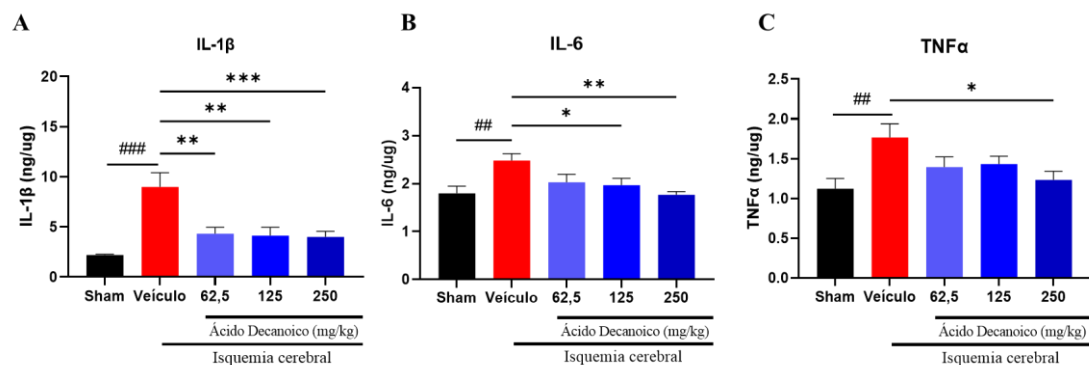 A
IL-1β
IL-1β (ng/ug)
20
15
10
5
0
###
**
**
***
Sham Veículo 62,5 125 250
Ácido Decanoico (mg/kg)
Isquemia cerebral
B
IL-6
IL-6 (ng/ug)
4
3
2
1
0
##
*
**
Sham Veículo 62,5 125 250
Ácido Decanoico (mg/kg)
Isquemia cerebral
C
TNFα
TNFα (ng/ug)
2.5
2.0
1.5
1.0
0.5
0.0
##
*
Sham Veículo 62,5 125 250
Ácido Decanoico (mg/kg)
Isquemia cerebral